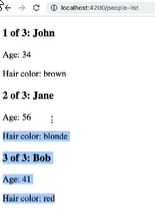 localhost:4200/people-list
1 of 3: John
Age: 34
Hair color: brown
2 of 3: Jane
Age: 56
Hair color: blonde
3 of 3: Bob
Age: 41
Hair color: red